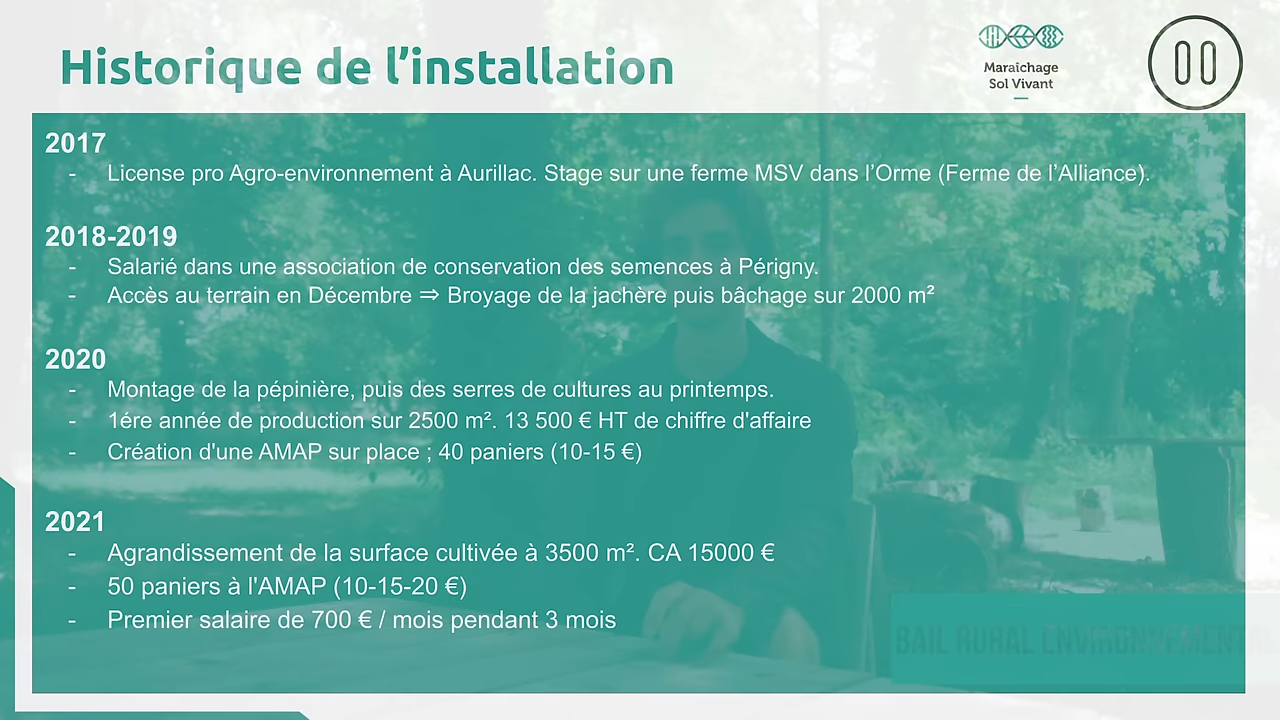 Historique de l’installation
Maraîchage
Sol Vivant
2017
- License pro Agro-environnement à Aurillac. Stage sur une ferme MSV dans l’Orme (Ferme de l’Alliance).
2018-2019
- Salarié dans une association de conservation des semences à Périgny.
- Accès au terrain en Décembre ⇒ Broyage de la jachère puis bâchage sur 2000 m²
2020
- Montage de la pépinière, puis des serres de cultures au printemps.
- 1ére année de production sur 2500 m². 13 500 € HT de chiffre d'affaire
- Création d'une AMAP sur place ; 40 paniers (10-15 €)
2021
- Agrandissement de la surface cultivée à 3500 m². CA 15000 €
- 50 paniers à l'AMAP (10-15-20 €)
- Premier salaire de 700 € / mois pendant 3 mois
BAIL RURAL ENVIRONNEMENTAL